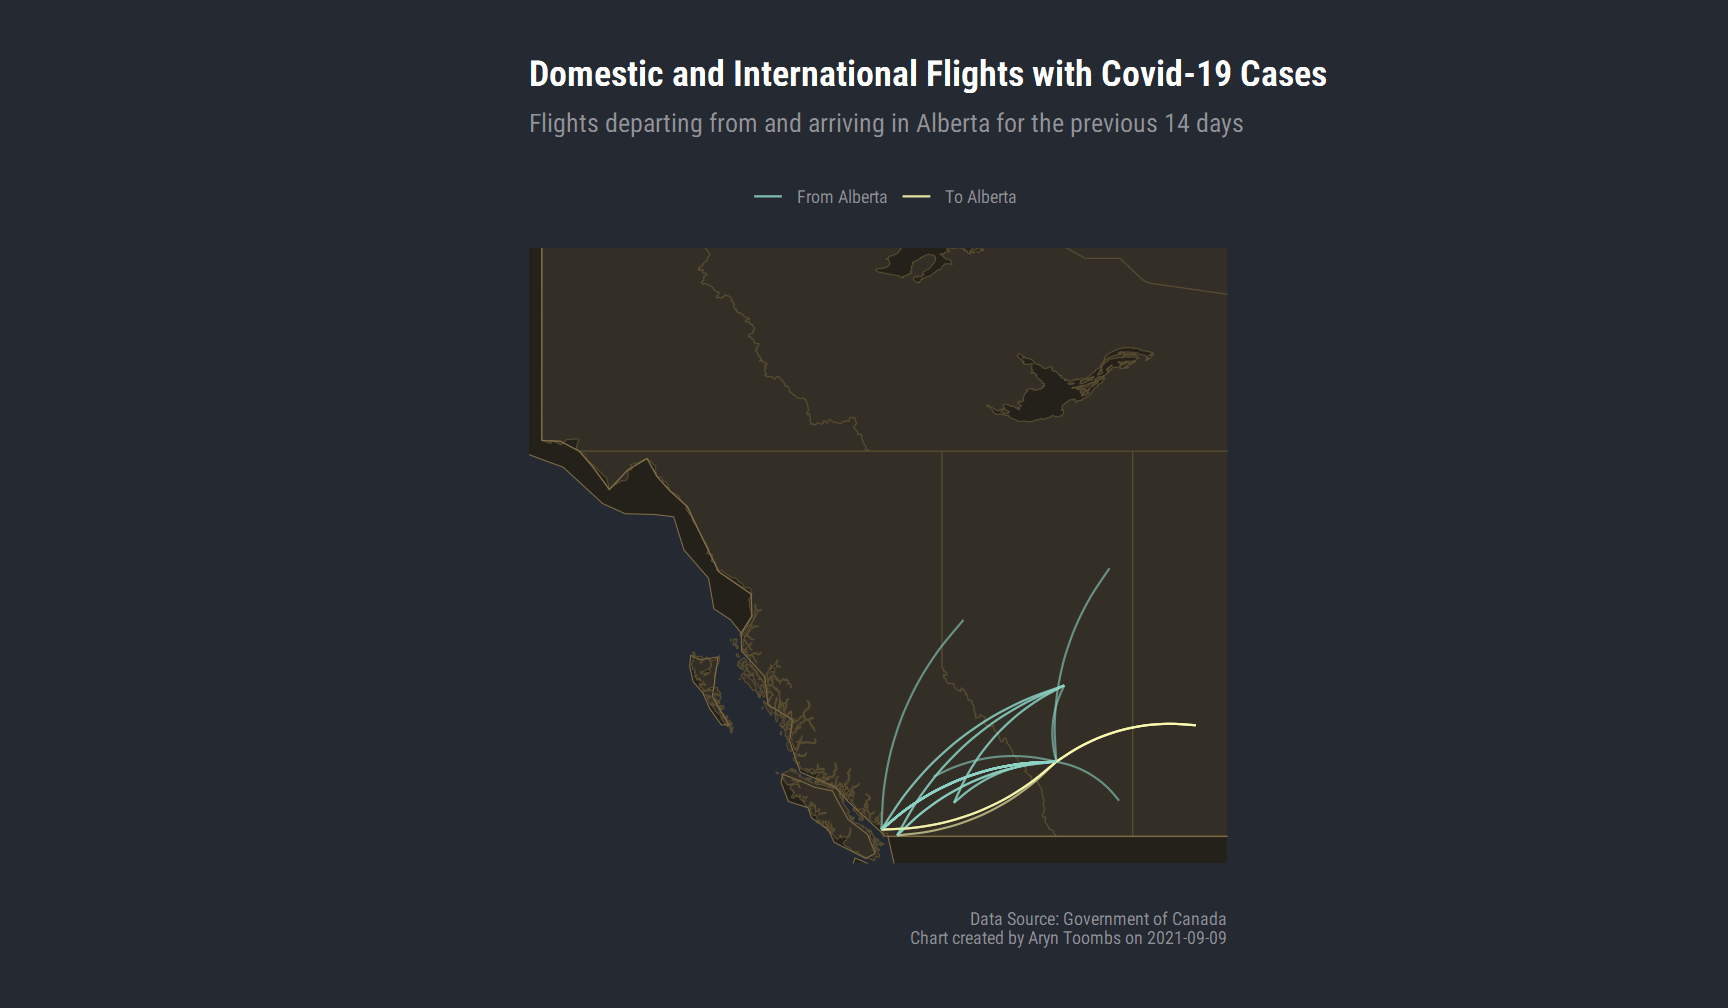 Domestic and International Flights with Covid-19 Cases
Flights departing from and arriving in Alberta for the previous 14 days
From Alberta To Alberta
Data Source: Government of Canada
Chart created by Aryn Toombs on 2021-09-09